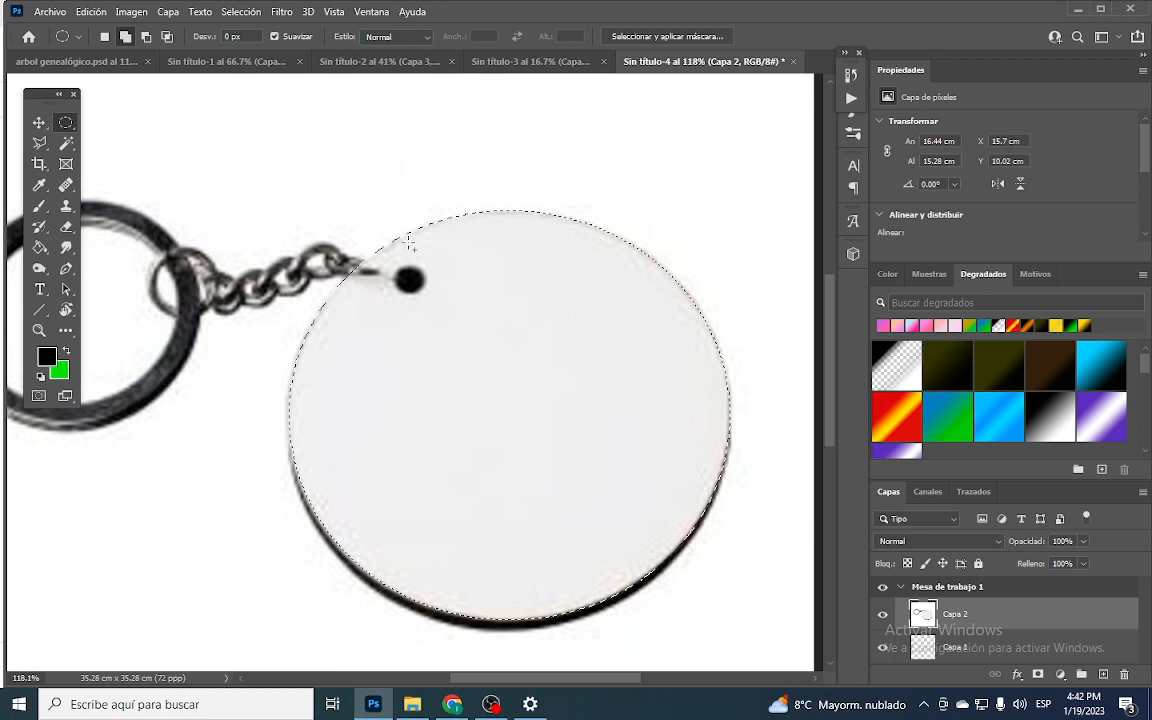 Archivo Edición Imagen Capa Texto Selección Filtro 3D Vista Ventana Ayuda
Desv.: 0 px Suavizar Estilo: Normal Anch.: Alt.: Seleccionar y aplicar máscara...
arbol genealógico.psd al 11... Sin título-1 al 66.7% (Capa... Sin título-2 al 41% (Capa 3,... Sin título-3 al 16.7% (Capa... Sin título-4 al 118% (Capa 2, RGB/8#) *
Propiedades
Capa de píxeles
Transformar
An 16.44 cm X 15.7 cm
Al 15.28 cm Y 10.02 cm
0.00°
Alinear y distribuir
Alinear:
Color Muestras Degradados Motivos
Buscar degradados
Capas Canales Trazados
Tipo
Normal Opacidad: 100%
Bloq.: Relleno: 100%
Mesa de trabajo 1
Capa 2
Activar Windows
Capa 1
Ve a Configuración para activar Windows.
118.1% 35.28 cm x 35.28 cm (72 ppp)
Escribe aquí para buscar
8°C Mayorm. nublado
ESP
4:42 PM
1/19/2023
3